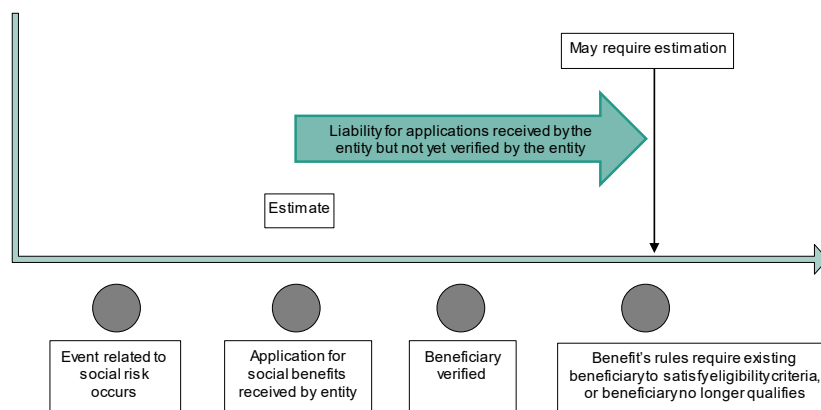 May require estimation
Liability for applications received by the
entity but not yet verified by the entity
Estimate
Event related to
social risk
occurs
Application for
social benefits
received by entity
Beneficiary
verified
Benefit's rules require existing
beneficiary to satisfy eligibility criteria,
or beneficiary no longer qualifies